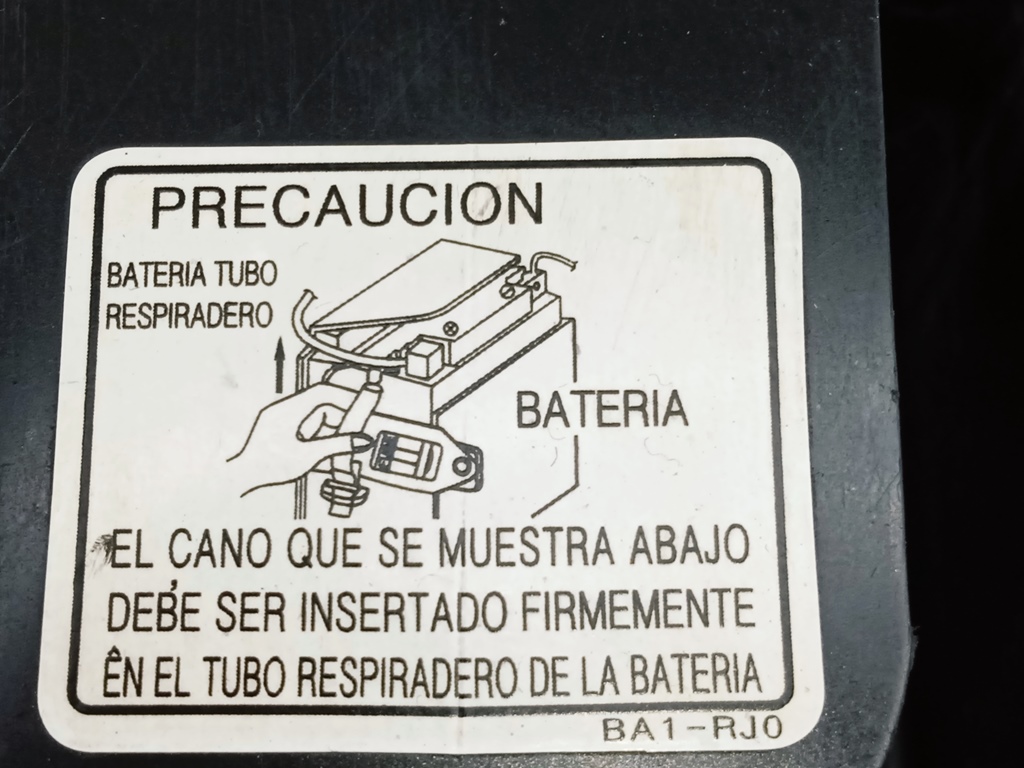 PRECAUCION
BATERIA TUBO
RESPIRADERO
BATERIA
EL CANO QUE SE MUESTRA ABAJO
DEBE SER INSERTADO FIRMEMENTE
EN EL TUBO RESPIRADERO DE LA BATERIA
BA1-RJ0